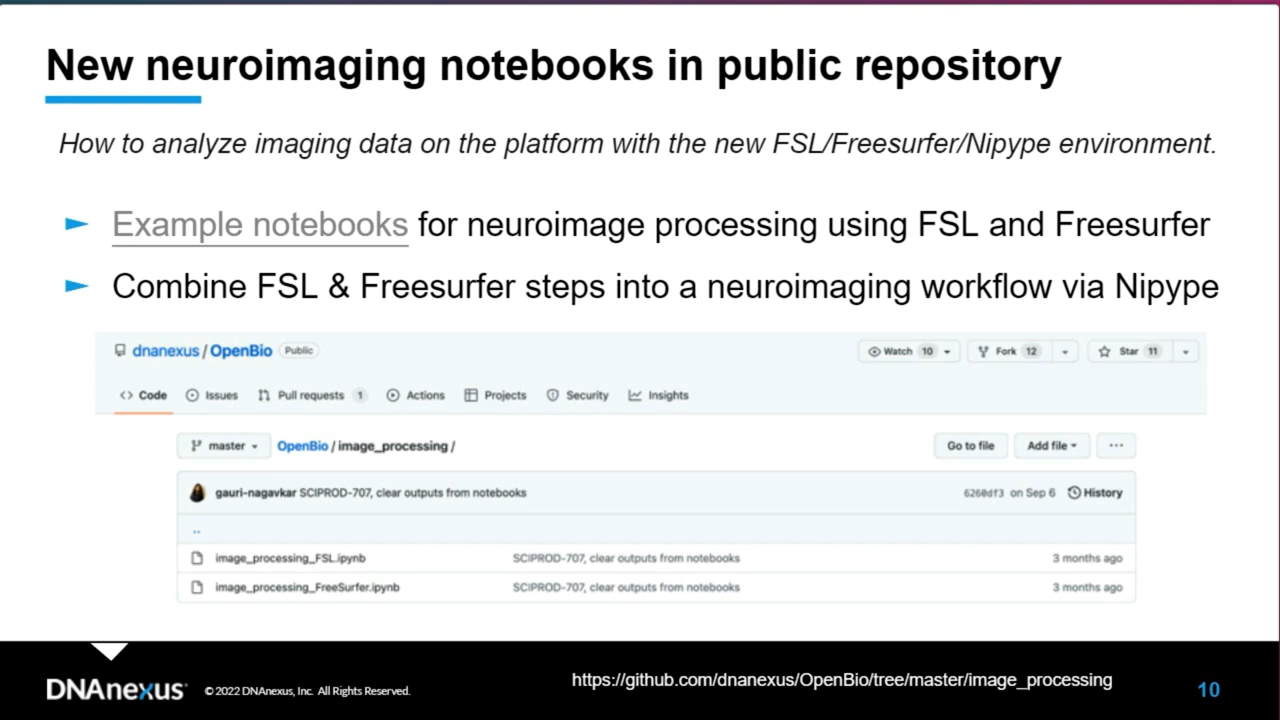 New neuroimaging notebooks in public repository
How to analyze imaging data on the platform with the new FSL/Freesurfer/Nipype environment.
Example notebooks for neuroimage processing using FSL and Freesurfer
Combine FSL & Freesurfer steps into a neuroimaging workflow via Nipype
dnanexus / OpenBio Public Watch 10 Fork 12 Star 11
<> Code Issues Pull requests 1 Actions Projects Security Insights
master OpenBio / image_processing / Go to file Add file ...
gauri-nagavkar SCIPROD-707, clear outputs from notebooks 6260df3 on Sep 6 History
..
image_processing_FSL.ipynb SCIPROD-707, clear outputs from notebooks 3 months ago
image_processing_FreeSurfer.ipynb SCIPROD-707, clear outputs from notebooks 3 months ago
DNAnexus © 2022 DNAnexus, Inc. All Rights Reserved. https://github.com/dnanexus/OpenBio/tree/master/image_processing 10